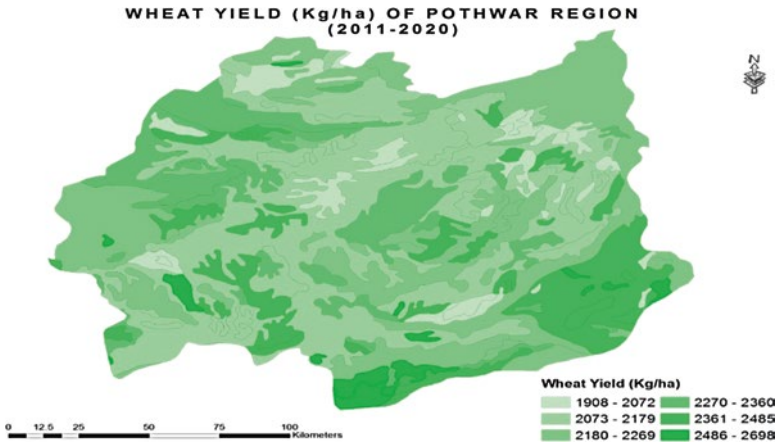 WHEAT YIELD (Kg/ha) OF POTHWAR REGION
(2011-2020)
N
Wheat Yield (Kg/ha)
1908 - 2072 2270 - 2360
2073 - 2179 2361 - 2485
2180 - 2269 2486 - 2698
0 12.5 25 50 75 100
Kilometers